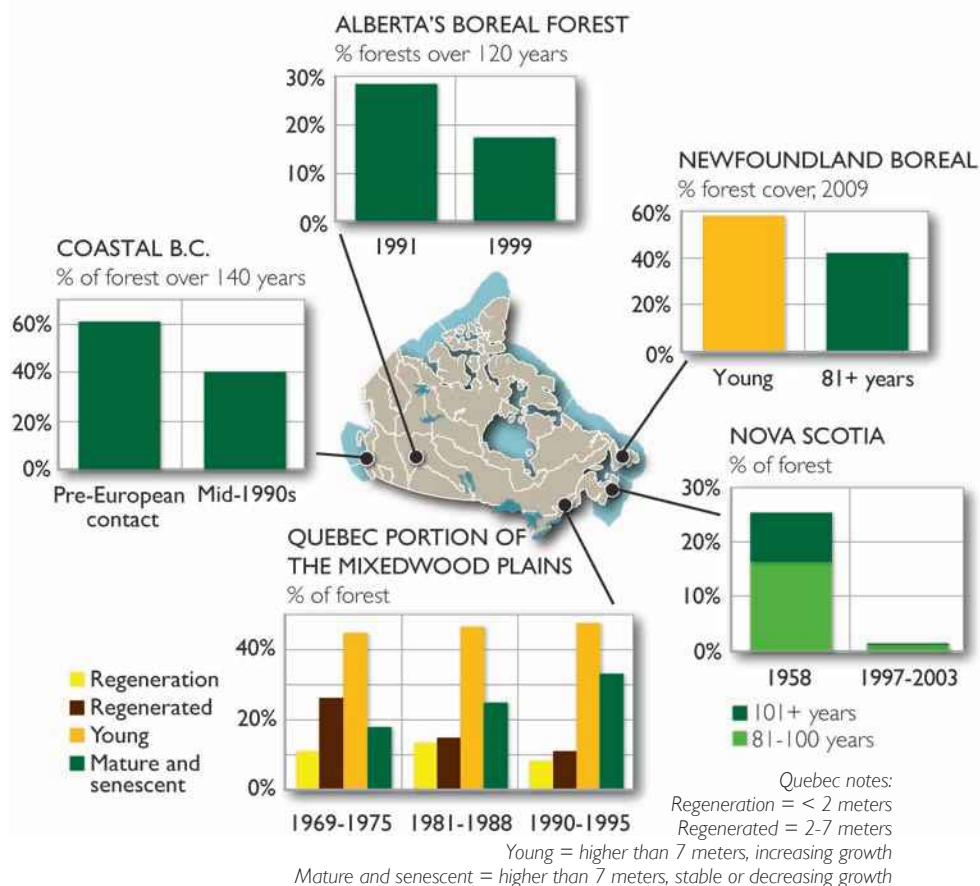 ALBERTA'S BOREAL FOREST
% forests over 120 years
30%
20%
10%
0%
1991 1999
NEWFOUNDLAND BOREAL
% forest cover, 2009
60%
40%
20%
0%
Young 81+ years
COASTAL B.C.
% of forest over 140 years
60%
40%
20%
0%
Pre-European contact Mid-1990s
NOVA SCOTIA
% of forest
30%
20%
10%
0%
1958 1997-2003
101+ years
81-100 years
QUEBEC PORTION OF
THE MIXEDWOOD PLAINS
% of forest
40%
20%
0%
1969-1975 1981-1988 1990-1995
Regeneration
Regenerated
Young
Mature and
senescent
Quebec notes:
Regeneration = < 2 meters
Regenerated = 2-7 meters
Young = higher than 7 meters, increasing growth
Mature and senescent = higher than 7 meters, stable or decreasing growth